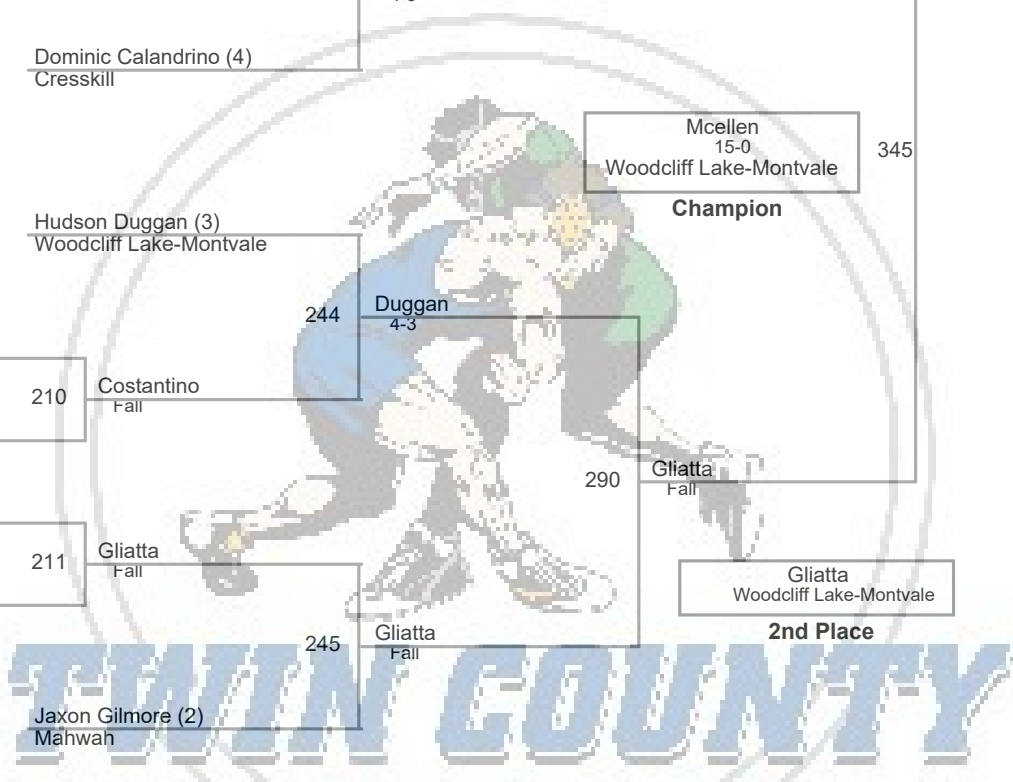 Dominic Calandrino (4)
Cresskill
Mcellen
15-0
Woodcliff Lake-Montvale
345
Champion
Hudson Duggan (3)
Woodcliff Lake-Montvale
244
Duggan
4-3
210
Costantino
Fall
290
Gliatta
Fall
211
Gliatta
Fall
Gliatta
Woodcliff Lake-Montvale
2nd Place
245
Gliatta
Fall
Jaxon Gilmore (2)
Mahwah
TWIN COUNTY